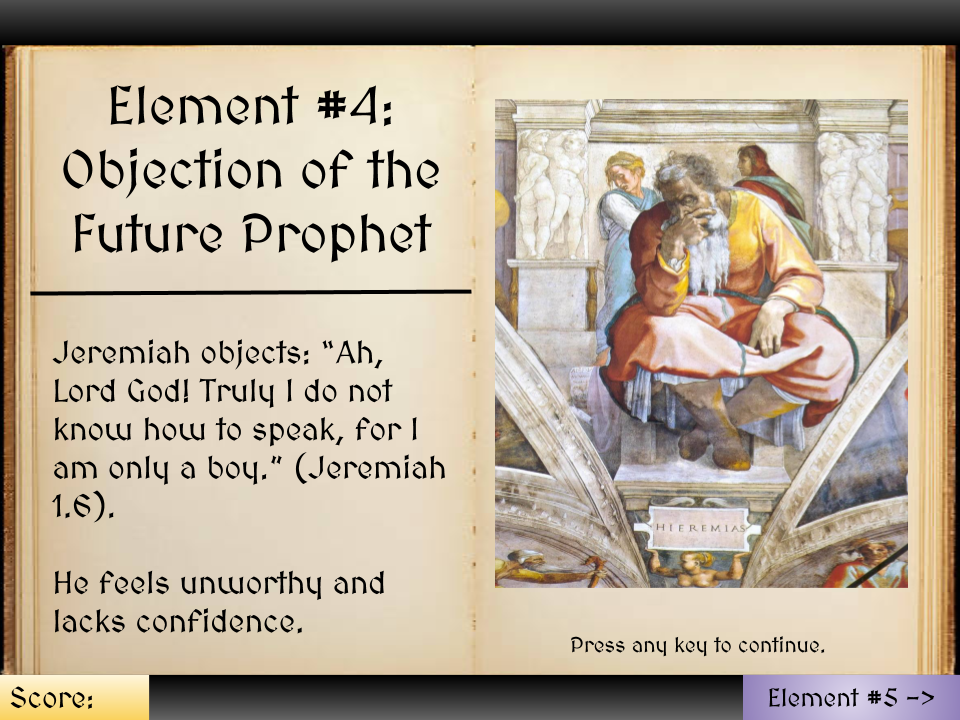 Element #4:
Objection of the
Future Prophet
Jeremiah objects: "Ah,
Lord God! Truly I do not
know how to speak, for I
am only a boy." (Jeremiah
1.6).
He feels unworthy and
lacks confidence.
HIEREMIAS
Press any key to continue.
Score:
Element #5 ->